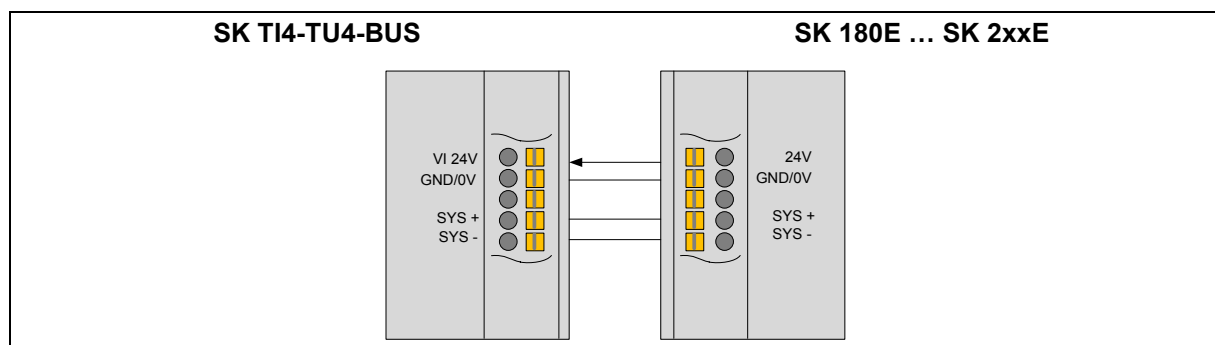 SK TI4-TU4-BUS
SK 180E … SK 2xxE
VI 24V
GND/0V
SYS +
SYS -
24V
GND/0V
SYS +
SYS -